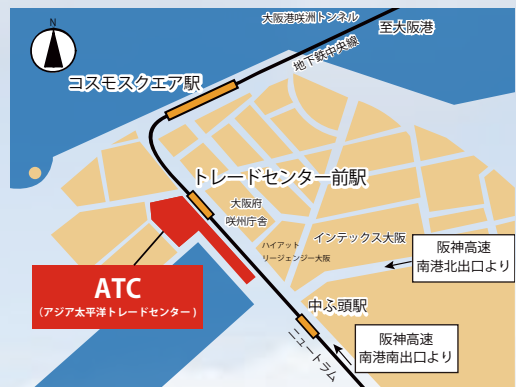 N
大阪港咲洲トンネル
至大阪港
地下鉄中央線
コスモスクエア駅
トレードセンター前駅
大阪府
咲州庁舎
ハイアット
リージェンジー大阪
インテックス大阪
阪神高速
南港北出口より
ATC
(アジア太平洋トレードセンター)
中ふ頭駅
ニュートラム
阪神高速
南港南出口より